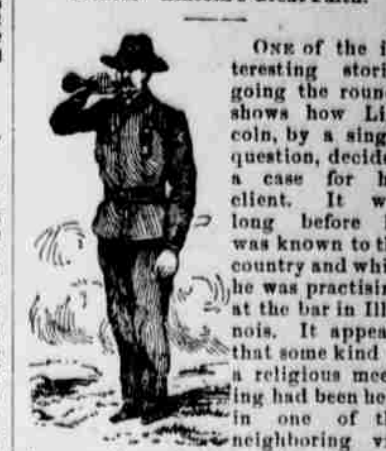 ONE of the i
teresting stori
going the roun
shows how Li
coln, by a sing
question, decide
a case for h
client. It w
long before
was known to th
country and whi
he was practisin
at the bar in Ill
nois. It appea
that some kind
a religious mee
ing had been he
in one of th
neighboring vi